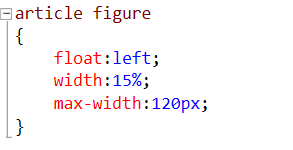 article figure
{
    float:left;
    width:15%;
    max-width:120px;
}